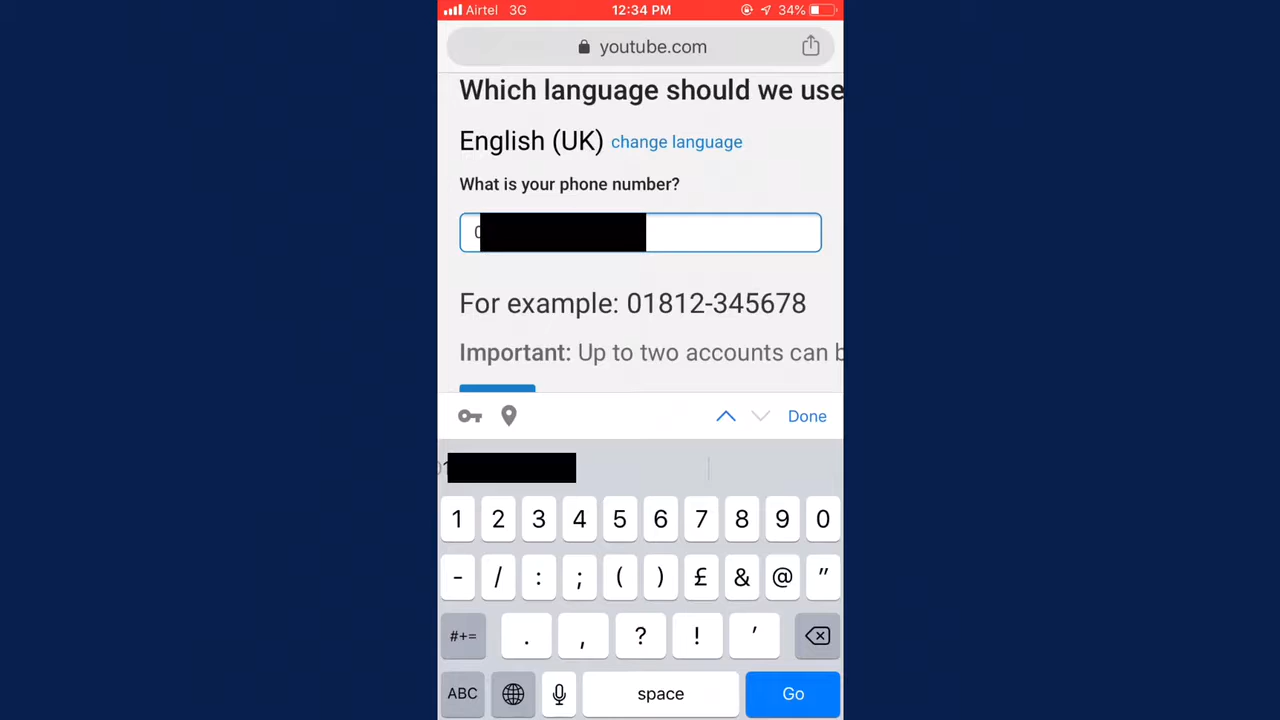 Airtel 3G 12:34 PM 34%
youtube.com
Which language should we use
English (UK) change language
What is your phone number?
For example: 01812-345678
Important: Up to two accounts can b
Done
1 2 3 4 5 6 7 8 9 0
- / : ; ( ) £ & @ "
#+= . , ? ! '
ABC space Go